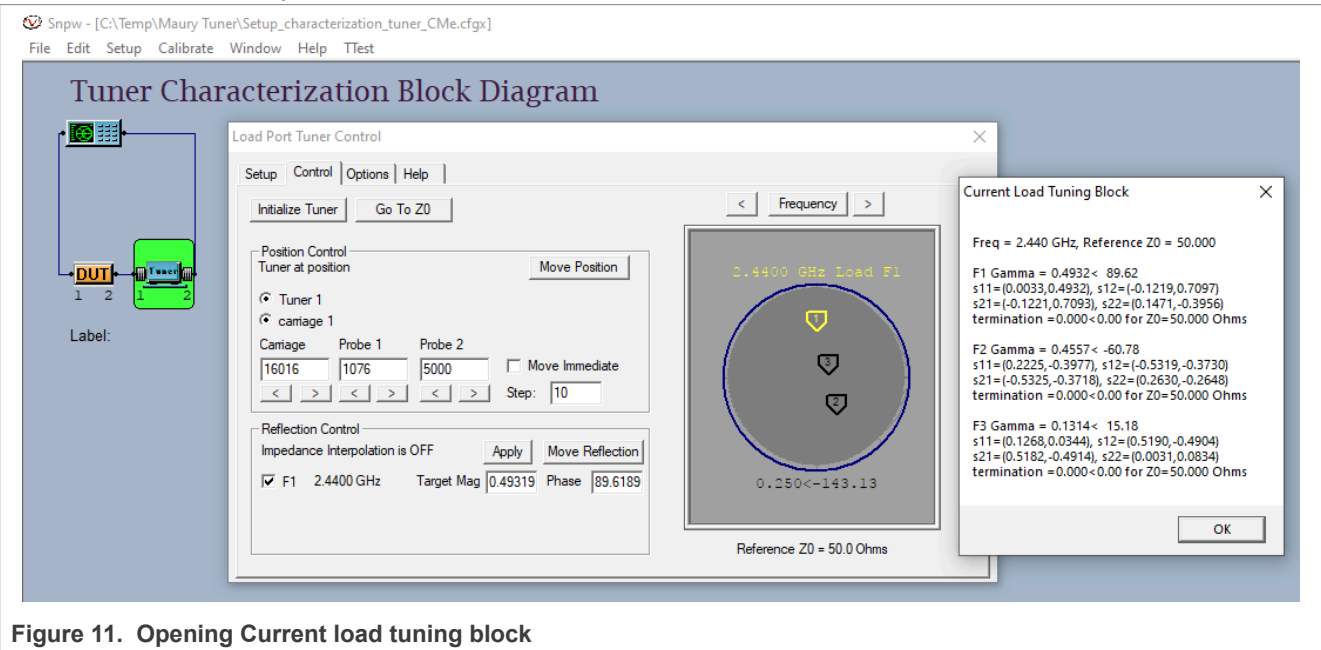 Snpw - [C:\Temp\Maury Tuner\Setup_characterization_tuner_CMe.cfgx]
File Edit Setup Calibrate Window Help TTest
Tuner Characterization Block Diagram
DUT
Tuner
1 2
1 2
Label:
Load Port Tuner Control
Setup Control Options Help
Initialize Tuner Go To Z0
Position Control
Tuner at position Move Position
Tuner 1
carriage 1
Carriage Probe 1 Probe 2
16016 1076 5000 Move Immediate
< > < > < > Step: 10
Reflection Control
Impedance Interpolation is OFF Apply Move Reflection
F1 2.4400 GHz Target Mag 0.49319 Phase 89.6189
< Frequency >
2.4400 GHz Load F1
1
3
2
0.250<-143.13
Reference Z0 = 50.0 Ohms
Current Load Tuning Block
Freq = 2.440 GHz, Reference Z0 = 50.000
F1 Gamma = 0.4932< 89.62
s11=(0.0033,0.4932), s12=(-0.1219,0.7097)
s21=(-0.1221,0.7093), s22=(0.1471,-0.3956)
termination =0.000<0.00 for Z0=50.000 Ohms
F2 Gamma = 0.4557< -60.78
s11=(0.2225,-0.3977), s12=(-0.5319,-0.3730)
s21=(-0.5325,-0.3718), s22=(0.2630,-0.2648)
termination =0.000<0.00 for Z0=50.000 Ohms
F3 Gamma = 0.1314< 15.18
s11=(0.1268,0.0344), s12=(0.5190,-0.4904)
s21=(0.5182,-0.4914), s22=(0.0031,0.0834)
termination =0.000<0.00 for Z0=50.000 Ohms
OK
Figure 11. Opening Current load tuning block